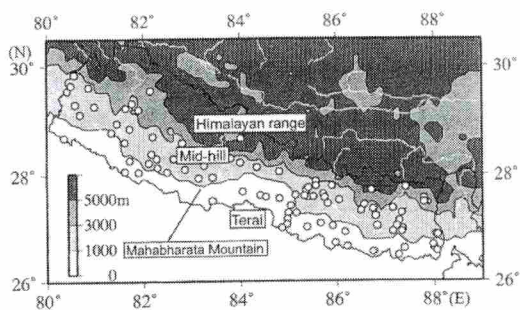 80° 82° 84° 86° 88°
(N)
30° 30°
Himalayan range
Mid-hill
28° 28°
5000m
3000
Terai
1000
Mahabharata Mountain
0
26° 26°
80° 82° 84° 86° 88°(E)